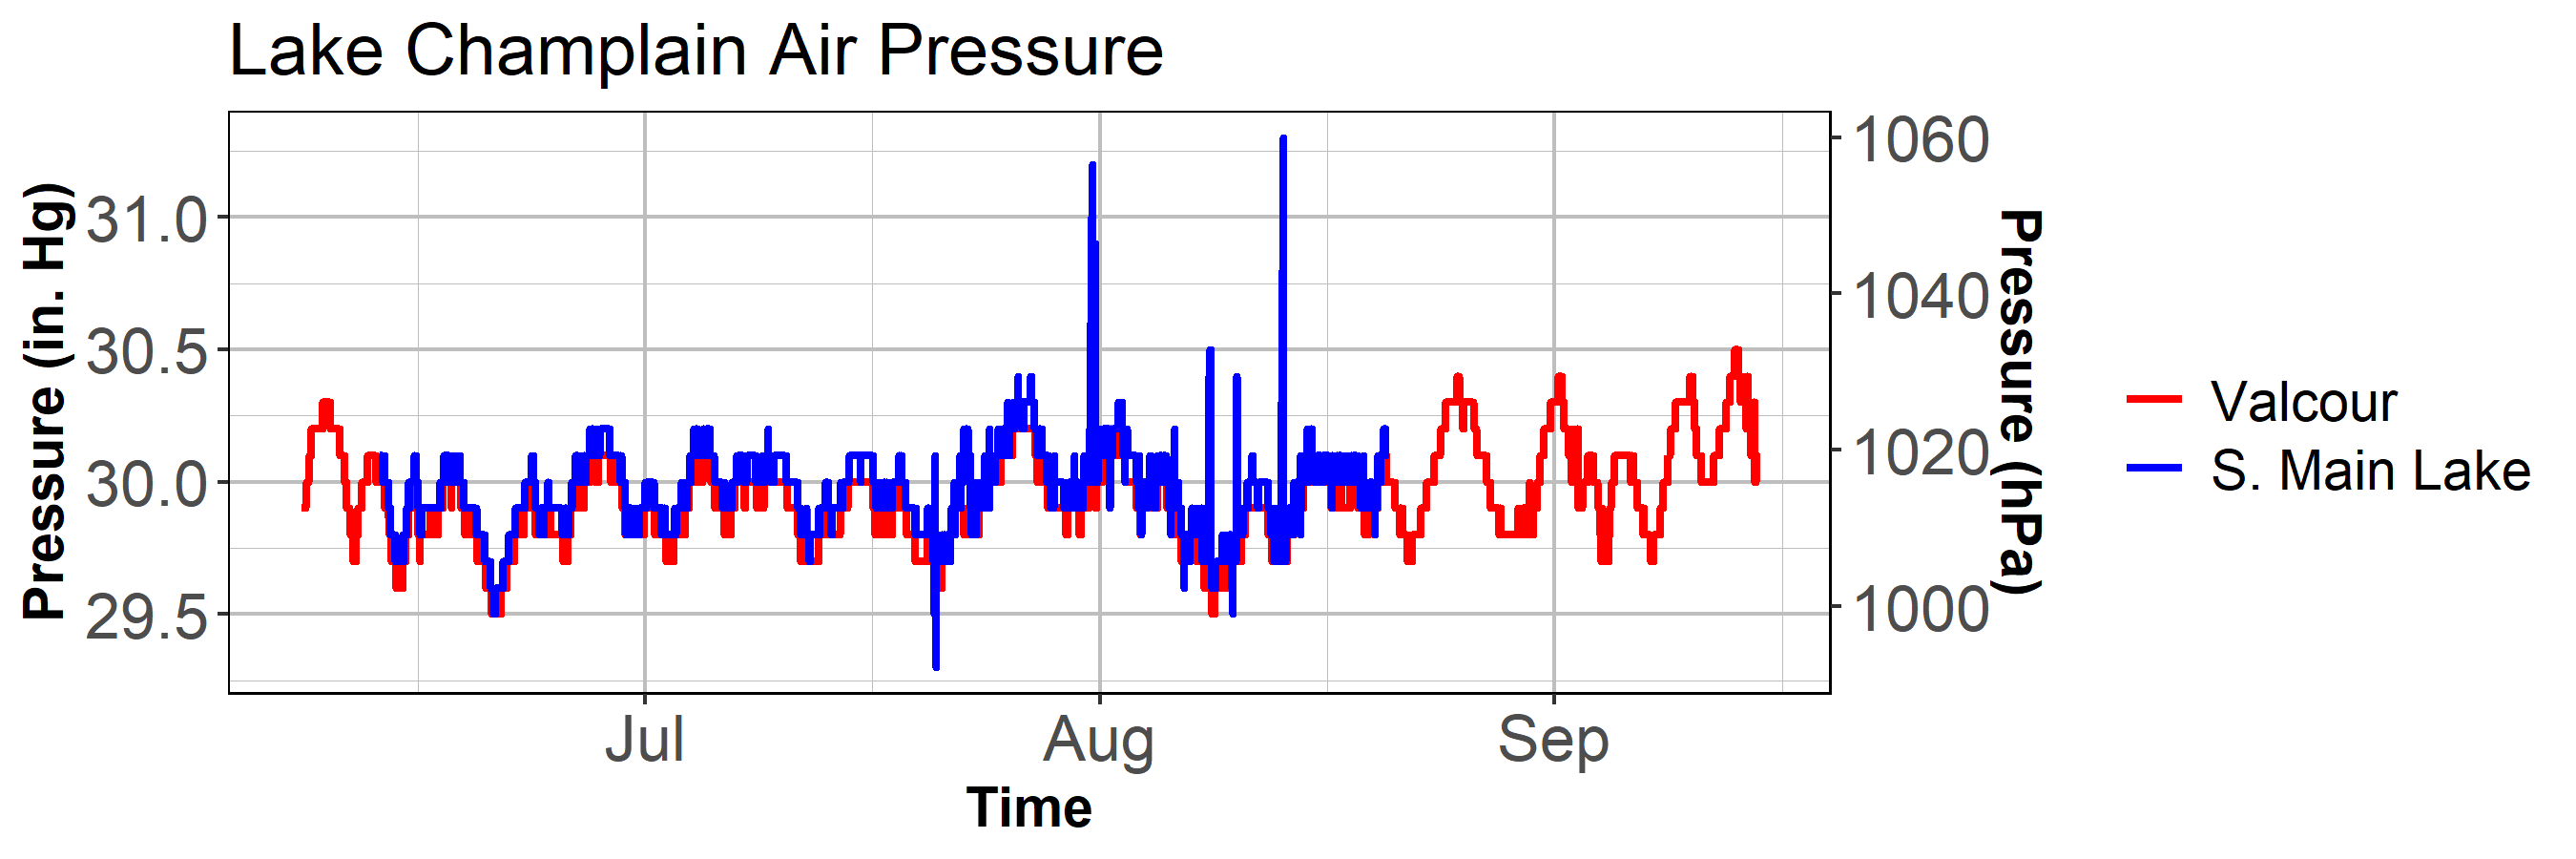 Lake Champlain Air Pressure
Pressure (in. Hg)
31.0
30.5
30.0
29.5
1060
1040
1020
1000
Pressure (hPa)
Jul Aug Sep
Time
Valcour
S. Main Lake